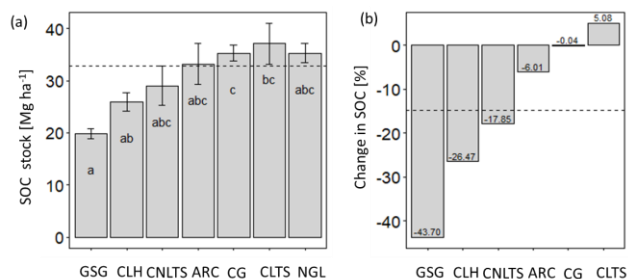 (a)
SOC stock [Mg ha⁻¹]
40
30
20
10
0
a
ab
abc
abc
c
bc
abc
GSG CLH CNLTS ARC CG CLTS NGL
(b)
Change in SOC [%]
0
-10
-20
-30
-40
-43.70
-26.47
-17.85
-6.01
-0.04
5.08
GSG CLH CNLTS ARC CG CLTS